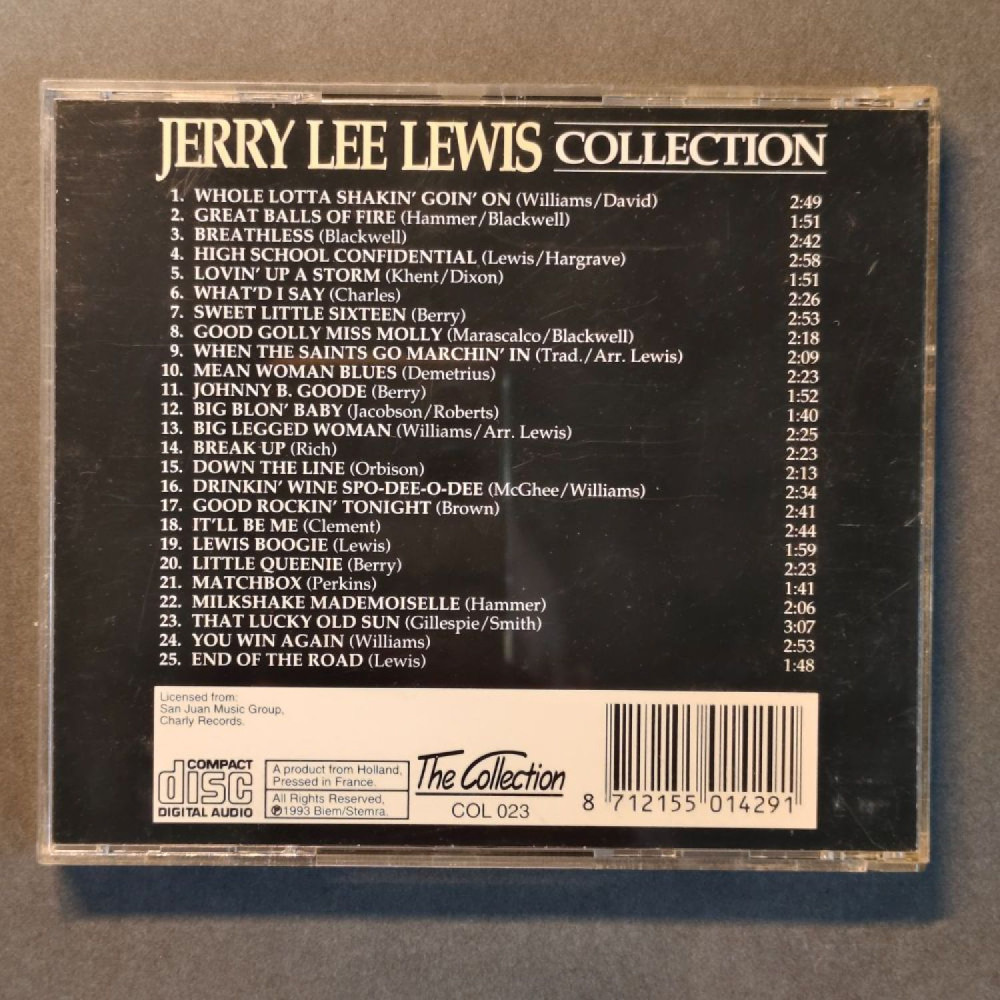 JERRY LEE LEWIS COLLECTION
1. WHOLE LOTTA SHAKIN' GOIN' ON (Williams/David) 2:49
2. GREAT BALLS OF FIRE (Hammer/Blackwell) 1:51
3. BREATHLESS (Blackwell) 2:42
4. HIGH SCHOOL CONFIDENTIAL (Lewis/Hargrave) 2:58
5. LOVIN' UP A STORM (Khent/Dixon) 1:51
6. WHAT'D I SAY (Charles) 2:26
7. SWEET LITTLE SIXTEEN (Berry) 2:53
8. GOOD GOLLY MISS MOLLY (Marascalco/Blackwell) 2:18
9. WHEN THE SAINTS GO MARCHIN' IN (Trad./Arr. Lewis) 2:09
10. MEAN WOMAN BLUES (Demetrius) 2:23
11. JOHNNY B. GOODE (Berry) 1:52
12. BIG BLON' BABY (Jacobson/Roberts) 1:40
13. BIG LEGGED WOMAN (Williams/Arr. Lewis) 2:25
14. BREAK UP (Rich) 2:23
15. DOWN THE LINE (Orbison) 2:13
16. DRINKIN' WINE SPO-DEE-O-DEE (McGhee/Williams) 2:34
17. GOOD ROCKIN' TONIGHT (Brown) 2:41
18. IT'LL BE ME (Clement) 2:44
19. LEWIS BOOGIE (Lewis) 1:59
20. LITTLE QUEENIE (Berry) 2:23
21. MATCHBOX (Perkins) 1:41
22. MILKSHAKE MADEMOISELLE (Hammer) 2:06
23. THAT LUCKY OLD SUN (Gillespie/Smith) 3:07
24. YOU WIN AGAIN (Williams) 2:53
25. END OF THE ROAD (Lewis) 1:48
Licensed from:
San Juan Music Group,
Charly Records.
COMPACT
disc
DIGITAL AUDIO
A product from Holland,
Pressed in France.
All Rights Reserved,
℗1993 Biem/Stemra.
The Collection
COL 023
8 712155 014291